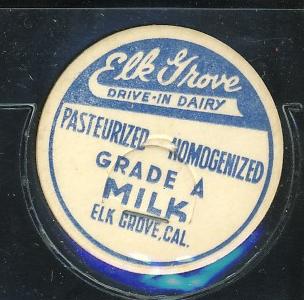 Elk Grove
DRIVE-IN DAIRY
PASTEURIZED HOMOGENIZED
GRADE A
MILK
ELK GROVE, CAL.